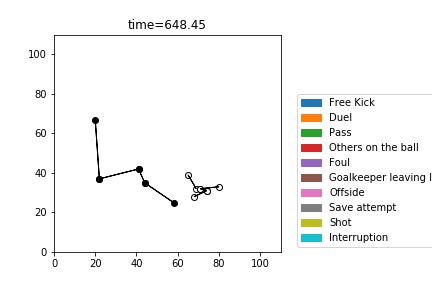 time=648.45
100
80
60
40
20
0
0 20 40 60 80 100
Free Kick
Duel
Pass
Others on the ball
Foul
Goalkeeper leaving l
Offside
Save attempt
Shot
Interruption